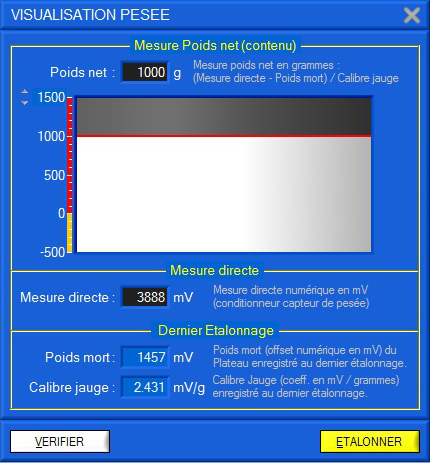 VISUALISATION PESEE
Mesure Poids net (contenu)
Poids net : 1000 g
Mesure poids net en grammes :
(Mesure directe - Poids mort) / Calibre jauge
1500
1000
500
0
-500
Mesure directe
Mesure directe : 3888 mV
Mesure directe numérique en mV
(conditionneur capteur de pesée)
Dernier Etalonnage
Poids mort : 1457 mV
Poids mort (offset numérique en mV) du
Plateau enregistré au dernier étalonnage.
Calibre jauge : 2.431 mV/g
Calibre Jauge (coeff. en mV / grammes)
enregistré au dernier étalonnage.
VERIFIER
ETALONNER